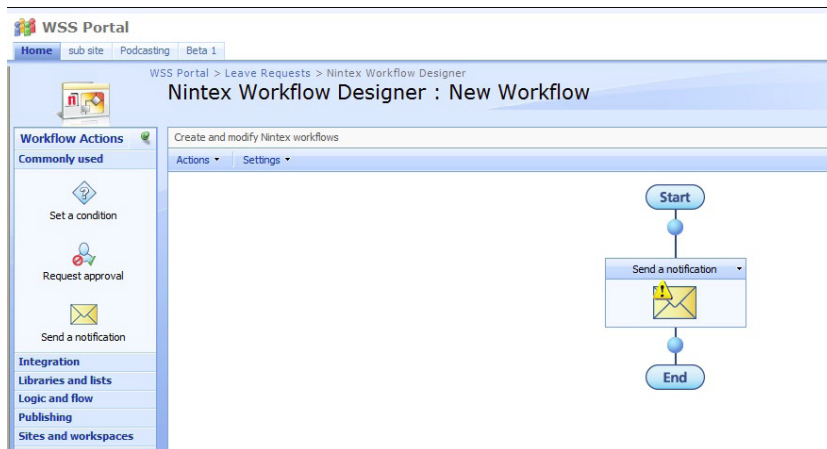 WSS Portal
Home sub site Podcasting Beta 1
WSS Portal > Leave Requests > Nintex Workflow Designer
Nintex Workflow Designer : New Workflow
Workflow Actions
Commonly used
Set a condition
Request approval
Send a notification
Integration
Libraries and lists
Logic and flow
Publishing
Sites and workspaces
Create and modify Nintex workflows
Actions Settings
Start
Send a notification
End